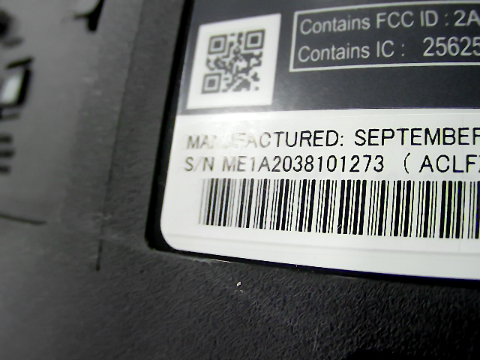 Contains FCC ID : 2A
Contains IC : 25625
MANUFACTURED: SEPTEMBER
S/N ME1A2038101273 ( ACLF